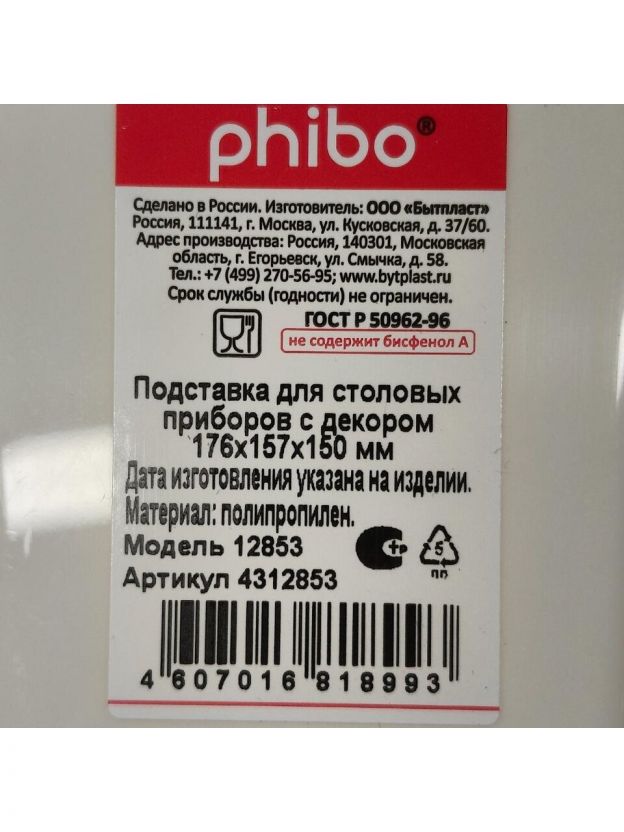 phibo®
Сделано в России. Изготовитель: ООО «Бытпласт»
Россия, 111141, г. Москва, ул. Кусковская, д. 37/60.
Адрес производства: Россия, 140301, Московская
область, г. Егорьевск, ул. Смычка, д. 58.
Тел.: +7 (499) 270-56-95; www.bytplast.ru
Срок службы (годности) не ограничен.
ГОСТ Р 50962-96
не содержит бисфенол А
Подставка для столовых
приборов с декором
176х157х150 мм
Дата изготовления указана на изделии.
Материал: полипропилен.
Модель 12853
5
ПП
Артикул 4312853
4 607016 818993